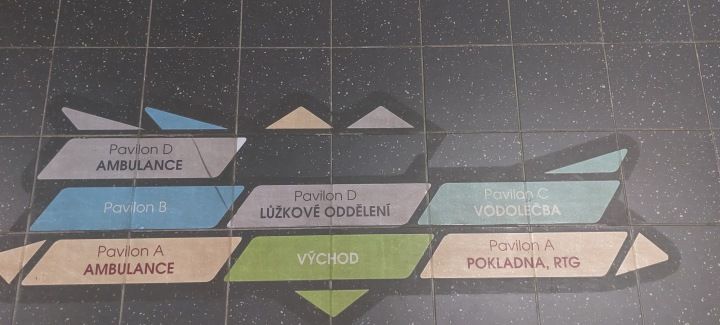 Pavilon D
AMBULANCE
Pavilon B
Pavilon D
LŮŽKOVÉ ODDĚLENÍ
Pavilon C
VODOLÉČBA
Pavilon A
AMBULANCE
VÝCHOD
Pavilon A
POKLADNA, RTG